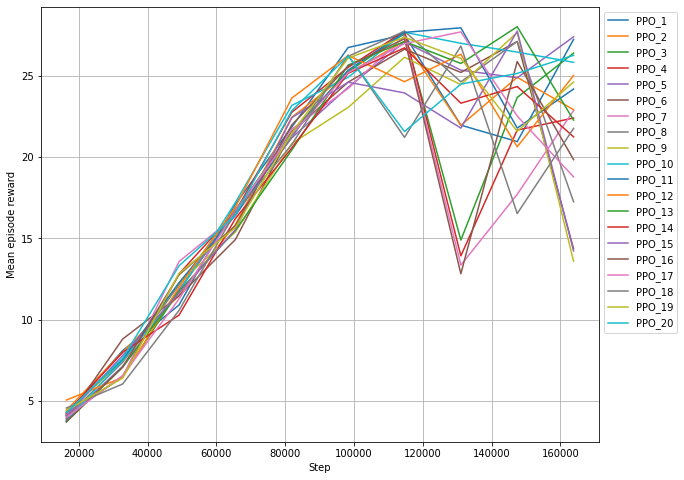 Mean episode reward
25
20
15
10
5
20000 40000 60000 80000 100000 120000 140000 160000
Step
PPO_1
PPO_2
PPO_3
PPO_4
PPO_5
PPO_6
PPO_7
PPO_8
PPO_9
PPO_10
PPO_11
PPO_12
PPO_13
PPO_14
PPO_15
PPO_16
PPO_17
PPO_18
PPO_19
PPO_20